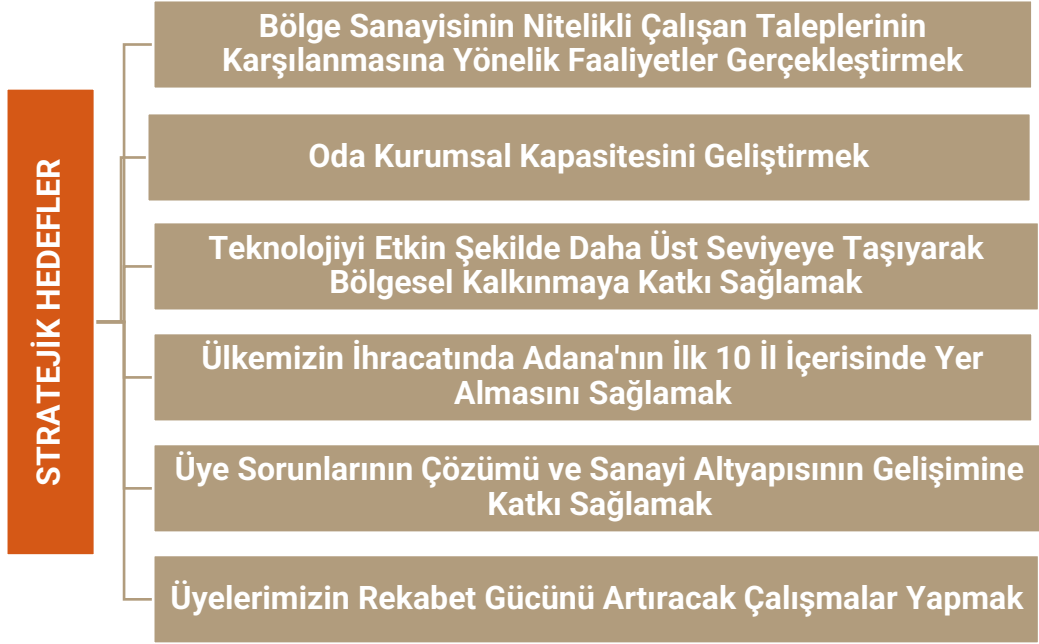 STRATEJİK HEDEFLER
Bölge Sanayisinin Nitelikli Çalışan Taleplerinin
Karşılanmasına Yönelik Faaliyetler Gerçekleştirmek
Oda Kurumsal Kapasitesini Geliştirmek
Teknolojiyi Etkin Şekilde Daha Üst Seviyeye Taşıyarak
Bölgesel Kalkınmaya Katkı Sağlamak
Ülkemizin İhracatında Adana'nın İlk 10 İl İçerisinde Yer
Almasını Sağlamak
Üye Sorunlarının Çözümü ve Sanayi Altyapısının Gelişimine
Katkı Sağlamak
Üyelerimizin Rekabet Gücünü Artıracak Çalışmalar Yapmak